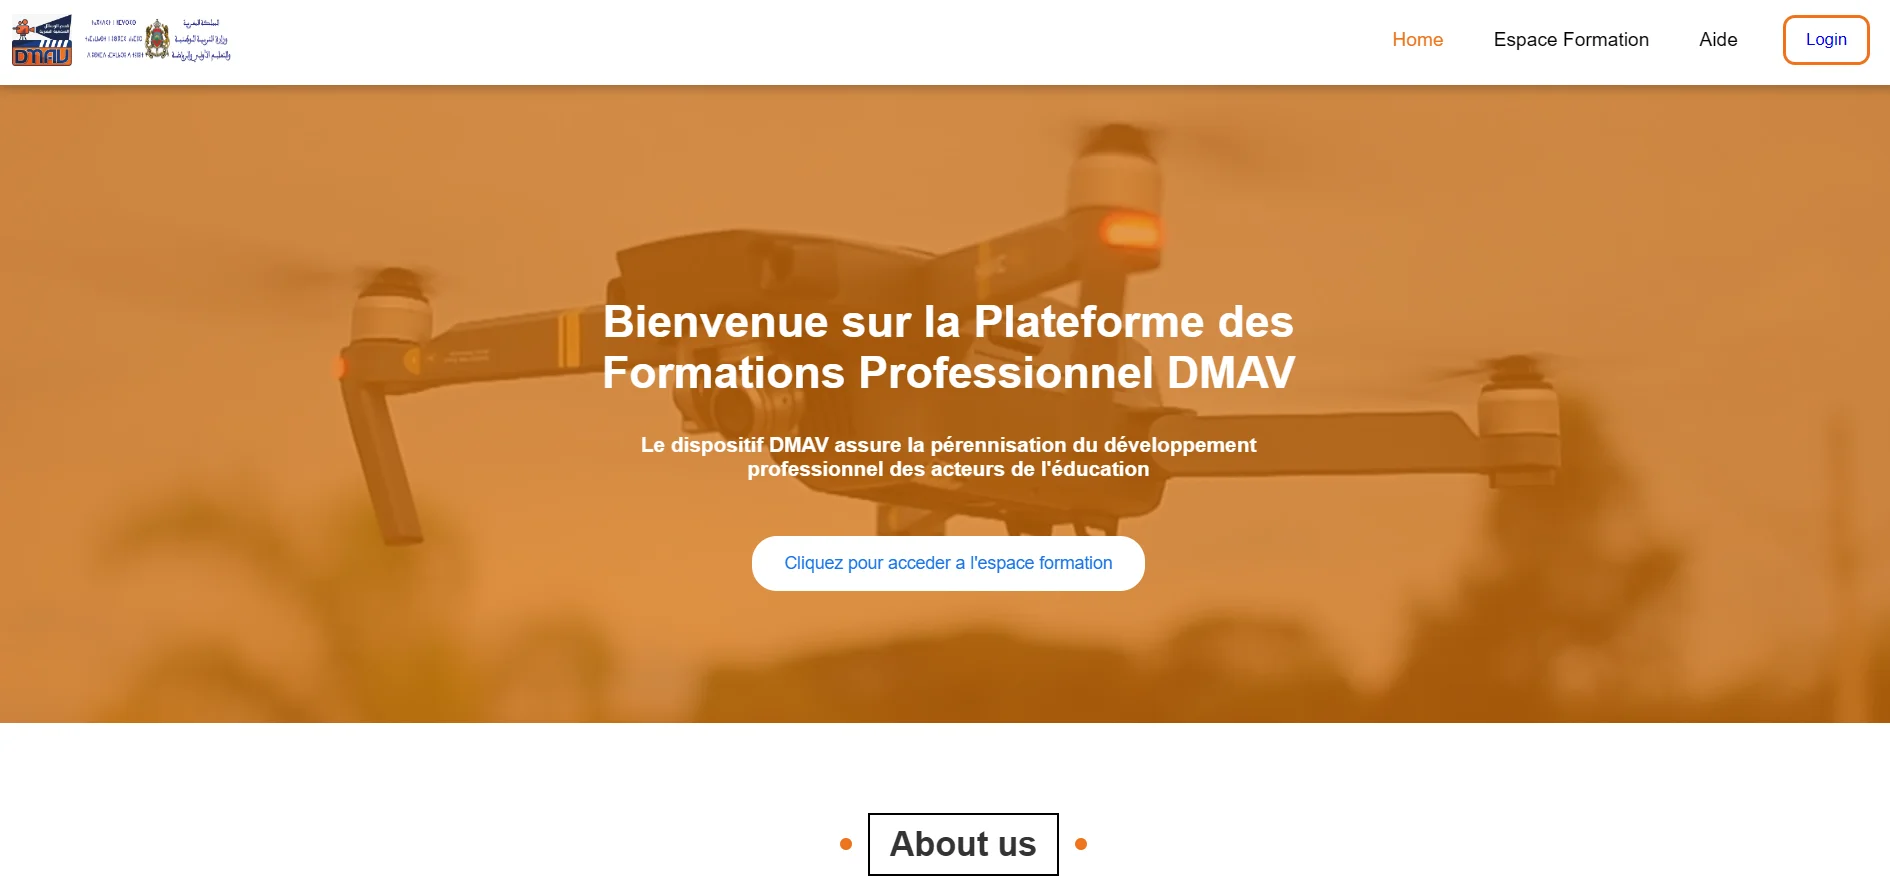 DMAV
المملكة المغربية
وزارة التربية الوطنية
والتعليم الأولي والرياضة
Home
Espace Formation
Aide
Login
Bienvenue sur la Plateforme des
Formations Professionnel DMAV
Le dispositif DMAV assure la pérennisation du développement
professionnel des acteurs de l'éducation
Cliquez pour acceder a l'espace formation
About us